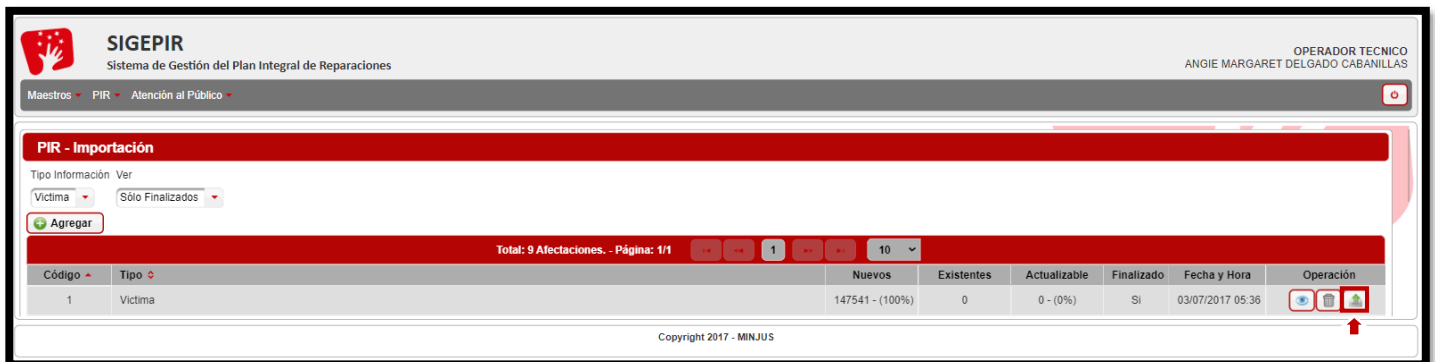 SIGEPIR
Sistema de Gestión del Plan Integral de Reparaciones
OPERADOR TECNICO
ANGIE MARGARET DELGADO CABANILLAS
Maestros PIR Atención al Público
PIR - Importación
Tipo Información Ver
Victima Sólo Finalizados
Agregar
Total: 9 Afectaciones. - Página: 1/1 1 10
Código Tipo Nuevos Existentes Actualizable Finalizado Fecha y Hora Operación
1 Victima 147541 - (100%) 0 0 - (0%) Si 03/07/2017 05:36
Copyright 2017 - MINJUS